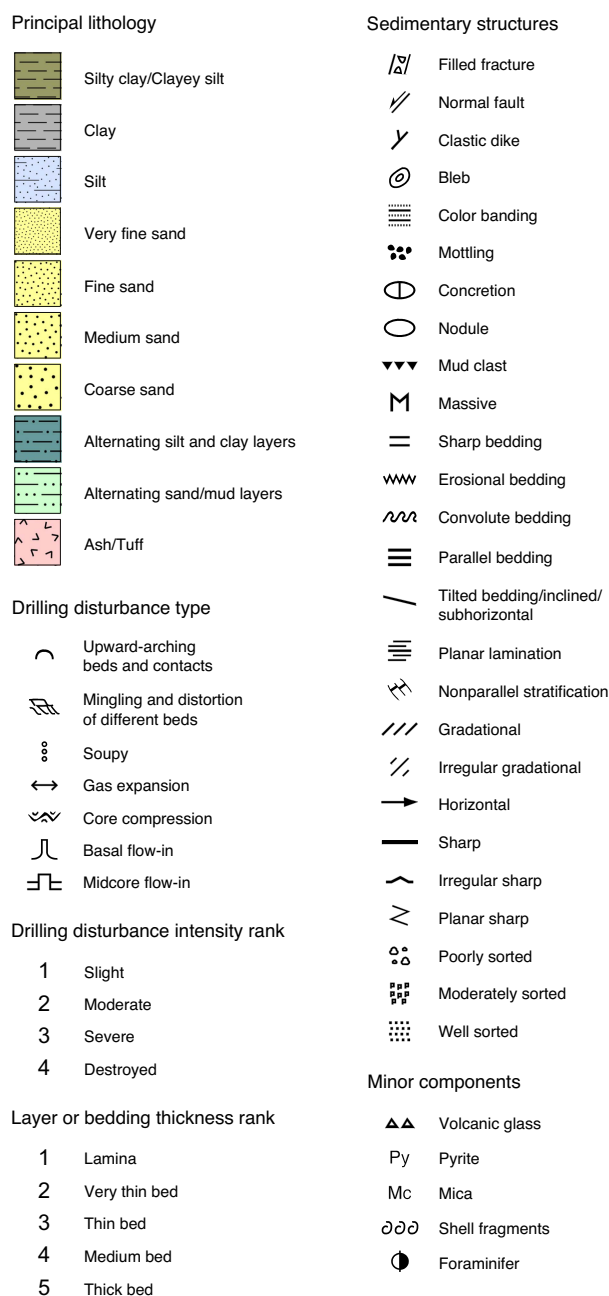 Principal lithology
Silty clay/Clayey silt
Clay
Silt
Very fine sand
Fine sand
Medium sand
Coarse sand
Alternating silt and clay layers
Alternating sand/mud layers
Ash/Tuff
Drilling disturbance type
Upward-arching
beds and contacts
Mingling and distortion
of different beds
Soupy
Gas expansion
Core compression
Basal flow-in
Midcore flow-in
Drilling disturbance intensity rank
1 Slight
2 Moderate
3 Severe
4 Destroyed
Layer or bedding thickness rank
1 Lamina
2 Very thin bed
3 Thin bed
4 Medium bed
5 Thick bed
Sedimentary structures
Filled fracture
Normal fault
Clastic dike
Bleb
Color banding
Mottling
Concretion
Nodule
Mud clast
M Massive
Sharp bedding
Erosional bedding
Convolute bedding
Parallel bedding
Tilted bedding/inclined/
subhorizontal
Planar lamination
Nonparallel stratification
Gradational
Irregular gradational
Horizontal
Sharp
Irregular sharp
Planar sharp
Poorly sorted
Moderately sorted
Well sorted
Minor components
Volcanic glass
Py Pyrite
Mc Mica
Shell fragments
Foraminifer